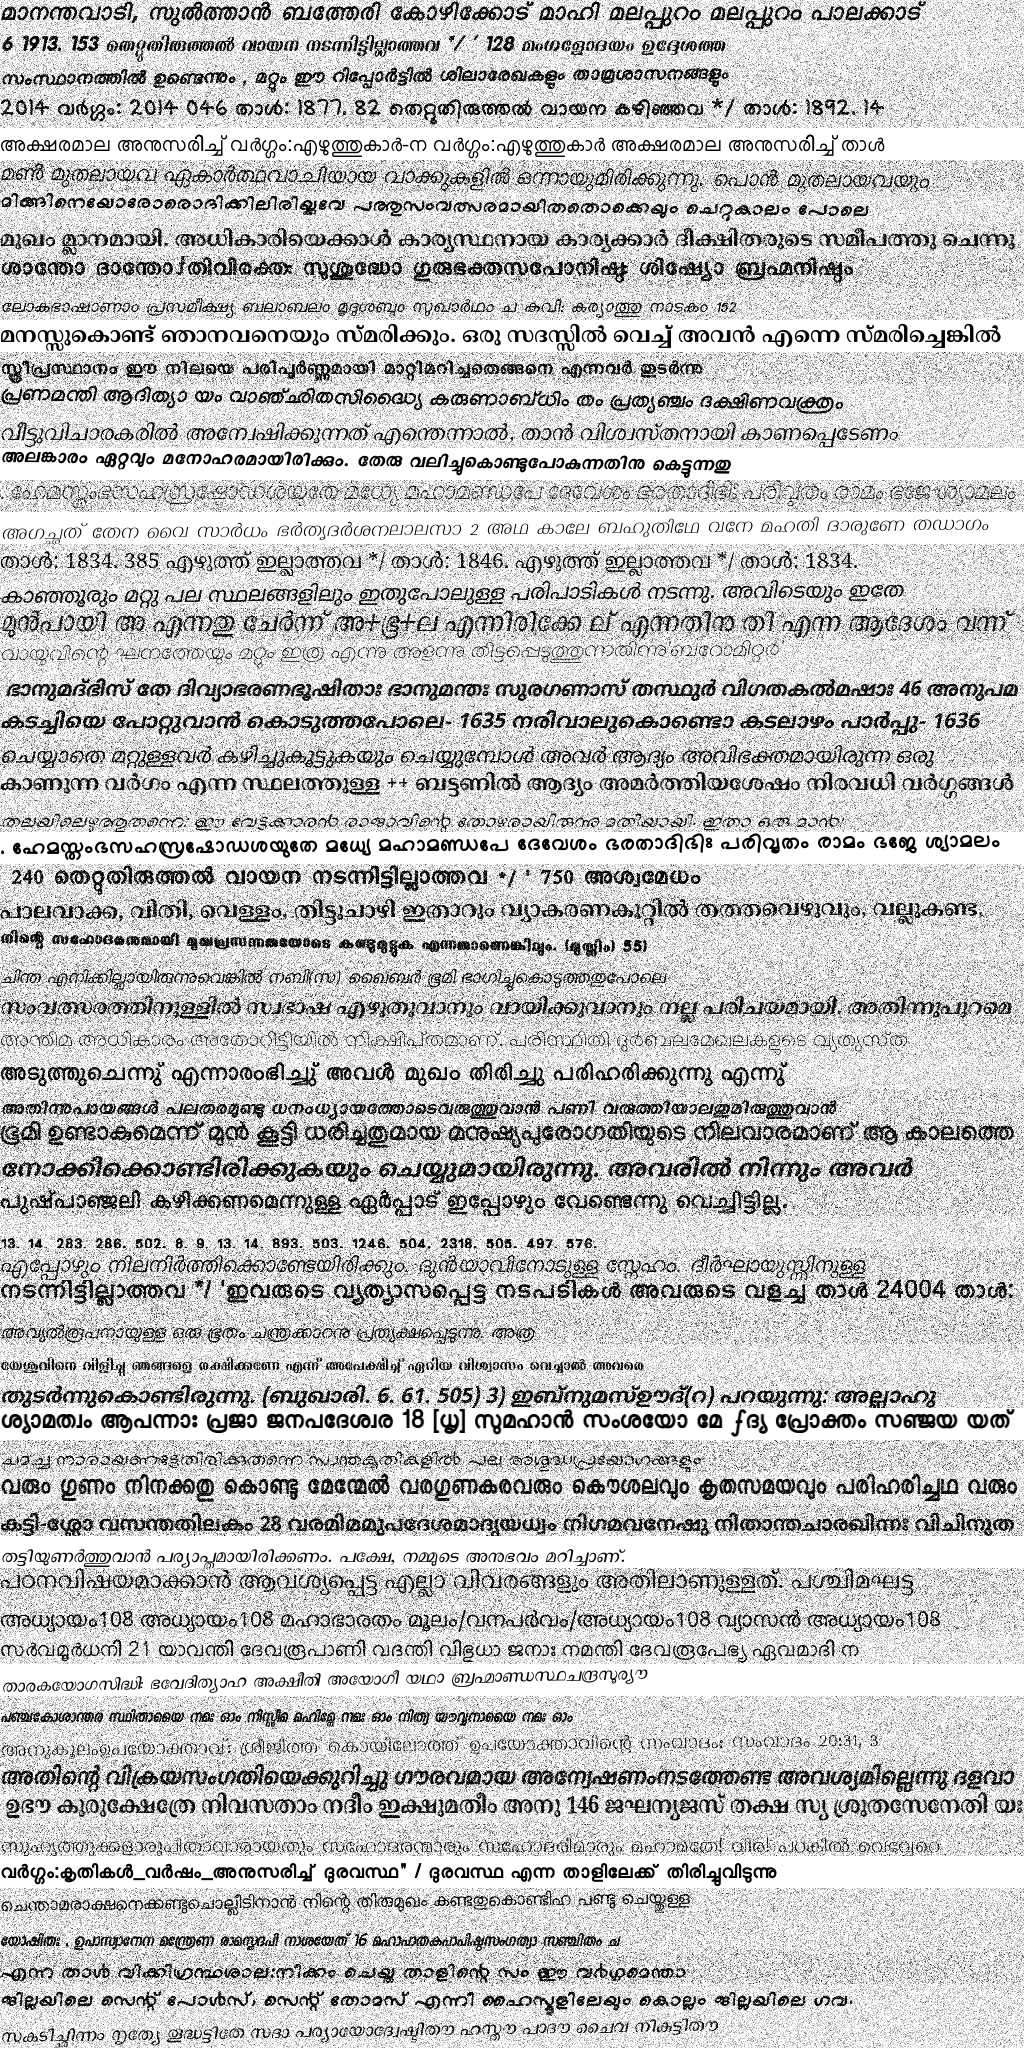 മാനന്തവാടി, സുൽത്താൻ ബത്തേരി കോഴിക്കോട് മാഹി മലപ്പുറം മലപ്പുറം പാലക്കാട്
6 1913. 153 തെറ്റുതിരുത്തൽ വായന നടന്നിട്ടില്ലാത്തവ */ ' 128 മംഗളോദയം ഉദ്ദേശത്ത
സംസ്ഥാനത്തിൽ ഉണ്ടെന്നും , മറ്റും ഈ റിപ്പോർട്ടിൽ ശിലാരേഖകളും താമ്രശാസനങ്ങളും
2014 വർഗ്ഗം: 2014 046 താൾ: 1877. 82 തെറ്റുതിരുത്തൽ വായന കഴിഞ്ഞവ */ താൾ: 1892. 14
അക്ഷരമാല അനുസരിച്ച് വർഗ്ഗം:എഴുത്തുകാർ-ന വർഗ്ഗം:എഴുത്തുകാർ അക്ഷരമാല അനുസരിച്ച് താൾ
മൺ മുതലായവ ഏകാർത്ഥവാചിയായ വാക്കുകളിൽ ഒന്നായുമിരിക്കുന്നു. പൊൻ മുതലായവയും
മിങ്ങിനെയോരോരൊദിക്കിലിരിയ്ക്കവേ പത്തുസംവത്സരമായിതതൊക്കെയും ചെറ്റുകാലം പോലെ
മുഖം മ്ലാനമായി. അധികാരിയെക്കാൾ കാര്യസ്ഥനായ കാര്യക്കാർ ദീക്ഷിതരുടെ സമീപത്തു ചെന്നു
ശാന്തോ ദാന്തോഽതിവിരക്തഃ സുശുദ്ധോ ഗുരുഭക്തസപോനിഷ്ഠഃ ശിഷ്യോ ബ്രഹ്മനിഷ്ഠം
ലോകഭാഷാണാം പ്രസമീക്ഷ്യ ബലാബലം മൃദുശബ്ദം സുഖാർഥം ച കവിഃ കര്യാത്തു നാടകം 152
മനസ്സുകൊണ്ട് ഞാനവനെയും സ്മരിക്കും. ഒരു സദസ്സിൽ വെച്ച് അവൻ എന്നെ സ്മരിച്ചെങ്കിൽ
സ്ത്രീപ്രസ്ഥാനം ഈ നിലയെ പരിപൂർണ്ണമായി മാറ്റിമറിച്ചതെങ്ങനെ എന്നവർ തുടർന്നു
പ്രണമന്തി ആദിത്യാ യം വാഞ്ഛിതസിദ്ധൈ്യ കരുണാബ്ധിം തം പ്രത്യഞ്ചം ദക്ഷിണവക്ത്രം
വീട്ടുവിചാരകരിൽ അന്വേഷിക്കുന്നത് എന്തെന്നാൽ, താൻ വിശ്വസ്തനായി കാണപ്പെടേണം
അലങ്കാരം ഏറ്റവും മനോഹരമായിരിക്കും. തേരു വലിച്ചുകൊണ്ടുപോകുന്നതിനു കെട്ടുന്നതു
. ഹേമസ്തംഭസഹസ്രഷോഡശയുതേ മധ്യേ മഹാമണ്ഡപേ ദേവേശം ഭരതാദിഭിഃ പരിവൃതം രാമം ഭജേ ശ്യാമലം
അഗച്ഛത് തേന വൈ സാർധം ഭർതൃദർശനലാലസാ 2 അഥ കാലേ ബഹുതിഥേ വനേ മഹതി ദാരുണേ തഡാഗം
താൾ: 1834. 385 എഴുത്ത് ഇല്ലാത്തവ */ താൾ: 1846. എഴുത്ത് ഇല്ലാത്തവ */ താൾ: 1834.
കാഞ്ഞൂരും മറ്റു പല സ്ഥലങ്ങളിലും ഇതുപോലുള്ള പരിപാടികൾ നടന്നു. അവിടെയും ഇതേ
മുൻപായി അ എന്നതു ചേർന്ന് അ+ഭൂ+ല എന്നിരിക്കേ ല് എന്നതിനു തി എന്ന ആദേശം വന്ന്
വായുവിന്റെ ഘനത്തേയും മറ്റും ഇത്ര എന്നു അളന്നു തിട്ടപ്പെടുത്തുന്നതിന്നു ബറോമിറ്റർ
ഭാനുമദ്ഭിസ് തേ ദിവ്യാഭരണഭൂഷിതാഃ ഭാനുമന്തഃ സുരഗണാസ് തസ്ഥുർ വിഗതകൽമഷാഃ 46 അനുപമ
കടച്ചിയെ പോറ്റുവാൻ കൊടുത്തപോലെ- 1635 നരിവാലുകൊണ്ടൊ കടലാഴം പാർപ്പു- 1636
ചെയ്യാതെ മറ്റുള്ളവർ കഴിച്ചുകൂട്ടുകയും ചെയ്യുമ്പോൾ അവർ ആദ്യം അവിഭക്തമായിരുന്ന ഒരു
കാണുന്ന വർഗം എന്ന സ്ഥലത്തുള്ള ++ ബട്ടണിൽ ആദ്യം അമർത്തിയശേഷം നിരവധി വർഗ്ഗങ്ങൾ
തലയിലെഴുത്തുതന്നെ: ഈ വേട്ടക്കാരൻ രാജാവിന്റെ തോഴരായിരുന്നു മതിയായി. ഇതാ ഒരു മാൻ!
. ഹേമസ്തംഭസഹസ്രഷോഡശയുതേ മധ്യേ മഹാമണ്ഡപേ ദേവേശം ഭരതാദിഭിഃ പരിവൃതം രാമം ഭജേ ശ്യാമലം
240 തെറ്റുതിരുത്തൽ വായന നടന്നിട്ടില്ലാത്തവ */ ' 750 അശ്വമേധം
പാലവാക്ക, വിതി, വെള്ളം, തിട്ടുചാഴി ഇതാറും വ്യാകരണകുറ്റിൽ തത്തവെഴുവും, വല്ലുകണ്ട,
നിന്റെ സഹോദരനുമായി മുഖപ്രസന്നതയോടെ കണ്ടുമുട്ടുക എന്നതാണെങ്കിലും. (മുസ്ലിം) 55)
ചിന്ത എനിക്കില്ലായിരുന്നുവെങ്കിൽ നബി(സ) ഖൈബർ ഭൂമി ഭാഗിച്ചുകൊടുത്തതുപോലെ
സംവത്സരത്തിനുള്ളിൽ സ്വഭാഷ എഴുതുവാനും വായിക്കുവാനും നല്ല പരിചയമായി. അതിന്നുപുറമെ
അന്തിമ അധികാരം അതോറിട്ടിയിൽ നിക്ഷിപ്തമാണ്. പരിസ്ഥിതി ദുർബലമേഖലകളുടെ വ്യത്യസ്ത
അടുത്തുചെന്നു് എന്നാരംഭിച്ചു് അവൾ മുഖം തിരിച്ചു പരിഹരിക്കുന്നു എന്നു്
അതിന്നുപായങ്ങൾ പലതരമുണ്ടു ധനംധ്യായത്തോടെവരുത്തുവാൻ പണി വരുത്തിയാലതുമിരുത്തുവാൻ
ഭൂമി ഉണ്ടാകുമെന്ന് മുൻ കൂട്ടി ധരിച്ചതുമായ മനുഷ്യപുരോഗതിയുടെ നിലവാരമാണ് ആ കാലത്തെ
നോക്കിക്കൊണ്ടിരിക്കുകയും ചെയ്യുമായിരുന്നു. അവരിൽ നിന്നും അവർ
പുഷ്പാഞ്ജലി കഴിക്കണമെന്നുള്ള ഏർപ്പാട് ഇപ്പോഴും വേണ്ടെന്നു വെച്ചിട്ടില്ല.
13. 14. 283. 286. 502. 8. 9. 13. 14. 893. 503. 1246. 504. 2318. 505. 497. 576.
എപ്പോഴും നിലനിർത്തിക്കൊണ്ടേയിരിക്കും. ദുൻയാവിനോടുള്ള സ്നേഹം. ദീർഘായുസ്സിനുള്ള
നടന്നിട്ടില്ലാത്തവ */ 'ഇവരുടെ വ്യത്യാസപ്പെട്ട നടപടികൾ അവരുടെ വളച്ച താൾ 24004 താൾ:
അവ്യൽരൂപനായുള്ള ഒരു ഭൂതം ചന്ത്രക്കാറനു പ്രത്യക്ഷപ്പെടുന്നു. അത്ര
യേശുവിനെ വിളിച്ചു ഞങ്ങളെ രക്ഷിക്കണേ എന്ന് അപേക്ഷിച്ച് ഏറിയ വിശ്വാസം വെച്ചാൽ അവരെ
തുടർന്നുകൊണ്ടിരുന്നു. (ബുഖാരി. 6. 61. 505) 3) ഇബ്നുമസ്ഊദ്(റ) പറയുന്നു: അല്ലാഹു
ശ്യാമത്വം ആപന്നാഃ പ്രജാ ജനപദേശ്വര 18 [ധൃ] സുമഹാൻ സംശയോ മേ ഽദ്യ പ്രോക്തം സഞ്ജയ യത്
ചമച്ച നാരായണഭട്ടതിരിക്കുതന്നെ സ്വന്തകൃതികളിൽ പല അശുദ്ധപ്രയോഗങ്ങളും
വരും ഗുണം നിനക്കതു കൊണ്ടു മേന്മേൽ വരഗുണകരവരും കൌശലവും കൃതസമയവും പരിഹരിച്ചഥ വരും
കുട്ടി-ശ്ലോ വസന്തതിലകം 28 വരമിമമുപദേശമാദൃയധ്വം നിഗമവനേഷു നിതാന്തചാരഖിന്നഃ വിചിനുത
തട്ടിയുണർത്തുവാൻ പര്യാപ്തമായിരിക്കണം. പക്ഷേ, നമ്മുടെ അനുഭവം മറിച്ചാണ്.
പഠനവിഷയമാക്കാൻ ആവശ്യപ്പെട്ട എല്ലാ വിവരങ്ങളും അതിലാണുള്ളത്. പശ്ചിമഘട്ട
അധ്യായം108 അധ്യായം108 മഹാഭാരതം മൂലം/വനപർവം/അധ്യായം108 വ്യാസൻ അധ്യായം108
സർവമൂർധനി 21 യാവന്തി ദേവരൂപാണി വദന്തി വിഭുധാ ജനാഃ നമന്തി ദേവരൂപേഭ്യ ഏവമാദി ന
താരകയോഗസിദ്ധിഃ ഭവേദിത്യാഹ അക്ഷീതി അയോഗീ യഥാ ബ്രഹ്മാണ്ഡസ്ഥചന്ദ്രസൂര്യൗ
പഞ്ചകോശാന്തര സ്ഥിതായൈ നമഃ ഓം നിസ്സീമ മഹിമ്നേ നമഃ ഓം നിത്യ യൗവ്വനായൈ നമഃ ഓം
അനുകൂലംഉപയോക്താവ്: ശ്രീജിത്ത് കൊയിലോത്ത് ഉപയോക്താവിന്റെ സംവാദം: സംവാദം 20:31, 3
അതിന്റെ വിക്രയസംഗതിയെക്കുറിച്ചു ഗൗരവമായ അന്വേഷണംനടത്തേണ്ട അവശ്യമില്ലെന്നു ദളവാ
ഉഭൗ കുരുക്ഷേത്രേ നിവസതാം നദീം ഇക്ഷുമതീം അനു 146 ജഘന്യജസ് തക്ഷ സ്യ ശ്രുതസേനേതി യഃ
സുഹൃത്തുക്കളാരുപിതാവാരായതും സഹോദരന്മാരും സഹോദരിമാരും മഹാമതേ! വിര! പഠകിൽ വെവ്വേറെ
വർഗ്ഗം:കൃതികൾ_വർഷം_അനുസരിച്ച് ദുരവസ്ഥ" / ദുരവസ്ഥ എന്ന താളിലേക്ക് തിരിച്ചുവിടുന്നു
ചെന്താമരാക്ഷനെക്കണ്ടുചൊല്ലീടിനാൻ നിന്റെ തിരുമുഖം കണ്ടതുകൊണ്ടിഹ പണ്ടു ചെയ്തുള്ള
യോഷിതഃ , ഉപാസ്വാനേന മന്ത്രേണ രാമസ്യൈദപി നാശയേത് 16 മഹാപാതകപാപിഷ്ഠസംഗത്യാ സഞ്ചിതം ച
എന്ന താൾ വിക്കിഗ്രന്ഥശാല:നീക്കം ചെയ്ത താളിന്റെ സം ഈ വർഗ്ഗമെന്താ
ജില്ലയിലെ സെന്റ് പോൾസ്, സെന്റ് തോമസ് എന്നീ ഹൈസ്കൂളിലേയും കൊല്ലം ജില്ലയിലെ ഗവ.
സകടിച്ഛിന്നം നൃത്യേ തൂദ്ധട്ടിതേ സദാ പര്യായോദ്വേഷ്ടിതൗ ഹസ്തൗ പാദൗ ചൈവ നികുട്ടിതൗ